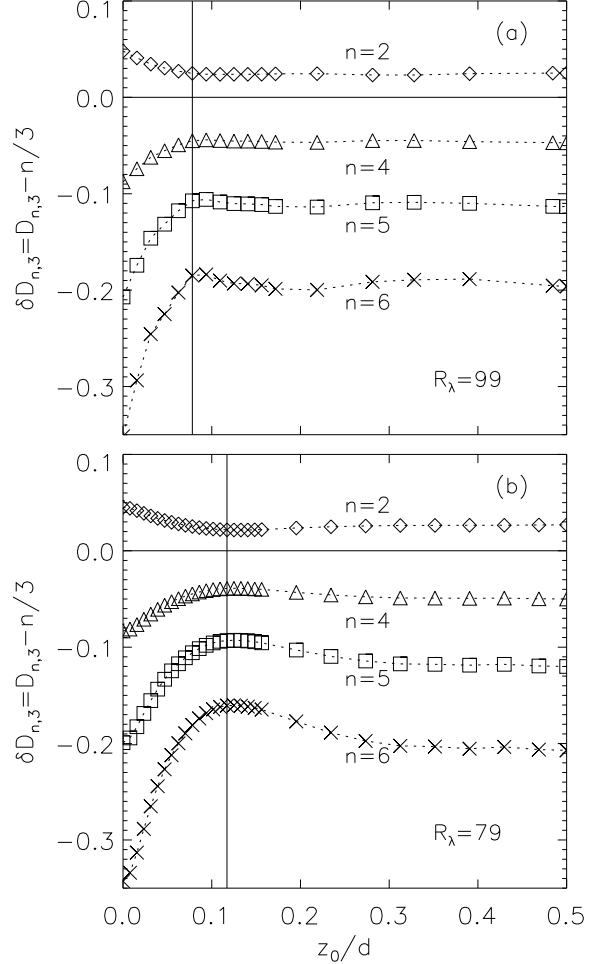 0.1
(a)
n=2
0.0
n=4
−0.1
n=5
−0.2
n=6
−0.3
R_λ=99
δD_{n,3}=D_{n,3}−n/3
0.1
(b)
n=2
0.0
n=4
−0.1
n=5
−0.2
n=6
−0.3
R_λ=79
δD_{n,3}=D_{n,3}−n/3
0.0 0.1 0.2 0.3 0.4 0.5
z_0/d